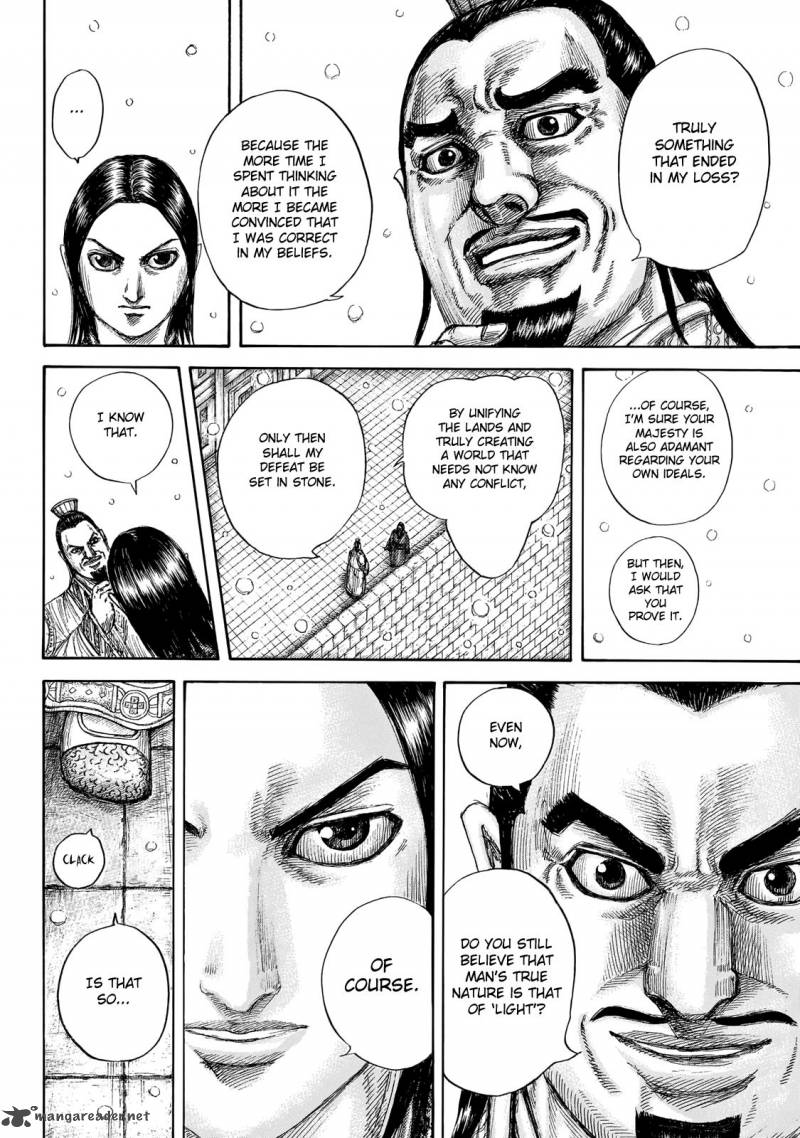 TRULY
SOMETHING
THAT ENDED
IN MY LOSS?
BECAUSE THE
MORE TIME I
SPENT THINKING
ABOUT IT THE
MORE I BECAME
CONVINCED THAT
I WAS CORRECT
IN MY BELIEFS.
...
...OF COURSE,
I'M SURE YOUR
MAJESTY IS
ALSO ADAMANT
REGARDING YOUR
OWN IDEALS.
BUT THEN,
I WOULD
ASK THAT
YOU
PROVE IT.
BY UNIFYING
THE LANDS AND
TRULY CREATING
A WORLD THAT
NEEDS NOT KNOW
ANY CONFLICT,
ONLY THEN
SHALL MY
DEFEAT BE
SET IN STONE.
I KNOW
THAT.
EVEN
NOW,
DO YOU STILL
BELIEVE THAT
MAN'S TRUE
NATURE IS THAT
OF 'LIGHT'?
OF
COURSE.
CLACK
IS THAT
SO...
mangareader.net